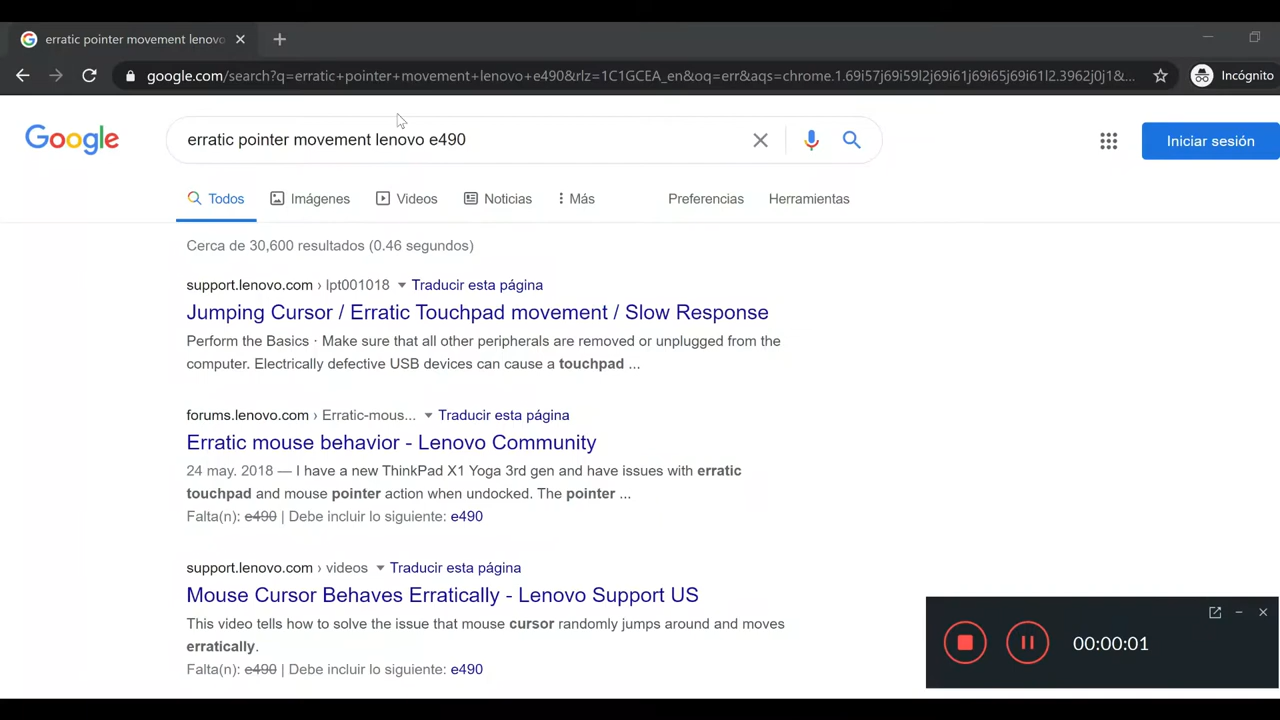 erratic pointer movement lenovo
google.com/search?q=erratic+pointer+movement+lenovo+e490&rlz=1C1GCEA_en&oq=err&aqs=chrome.1.69i57j69i59l2j69i61j69i65j69i61l2.3962j0j1&... Incógnito
Google erratic pointer movement lenovo e490 Iniciar sesión
Todos Imágenes Videos Noticias Más Preferencias Herramientas
Cerca de 30,600 resultados (0.46 segundos)
support.lenovo.com › lpt001018 Traducir esta página
Jumping Cursor / Erratic Touchpad movement / Slow Response
Perform the Basics · Make sure that all other peripherals are removed or unplugged from the
computer. Electrically defective USB devices can cause a touchpad ...
forums.lenovo.com › Erratic-mous... Traducir esta página
Erratic mouse behavior - Lenovo Community
24 may. 2018 — I have a new ThinkPad X1 Yoga 3rd gen and have issues with erratic
touchpad and mouse pointer action when undocked. The pointer ...
Falta(n): e490 | Debe incluir lo siguiente: e490
support.lenovo.com › videos Traducir esta página
Mouse Cursor Behaves Erratically - Lenovo Support US
This video tells how to solve the issue that mouse cursor randomly jumps around and moves
erratically.
Falta(n): e490 | Debe incluir lo siguiente: e490
00:00:01